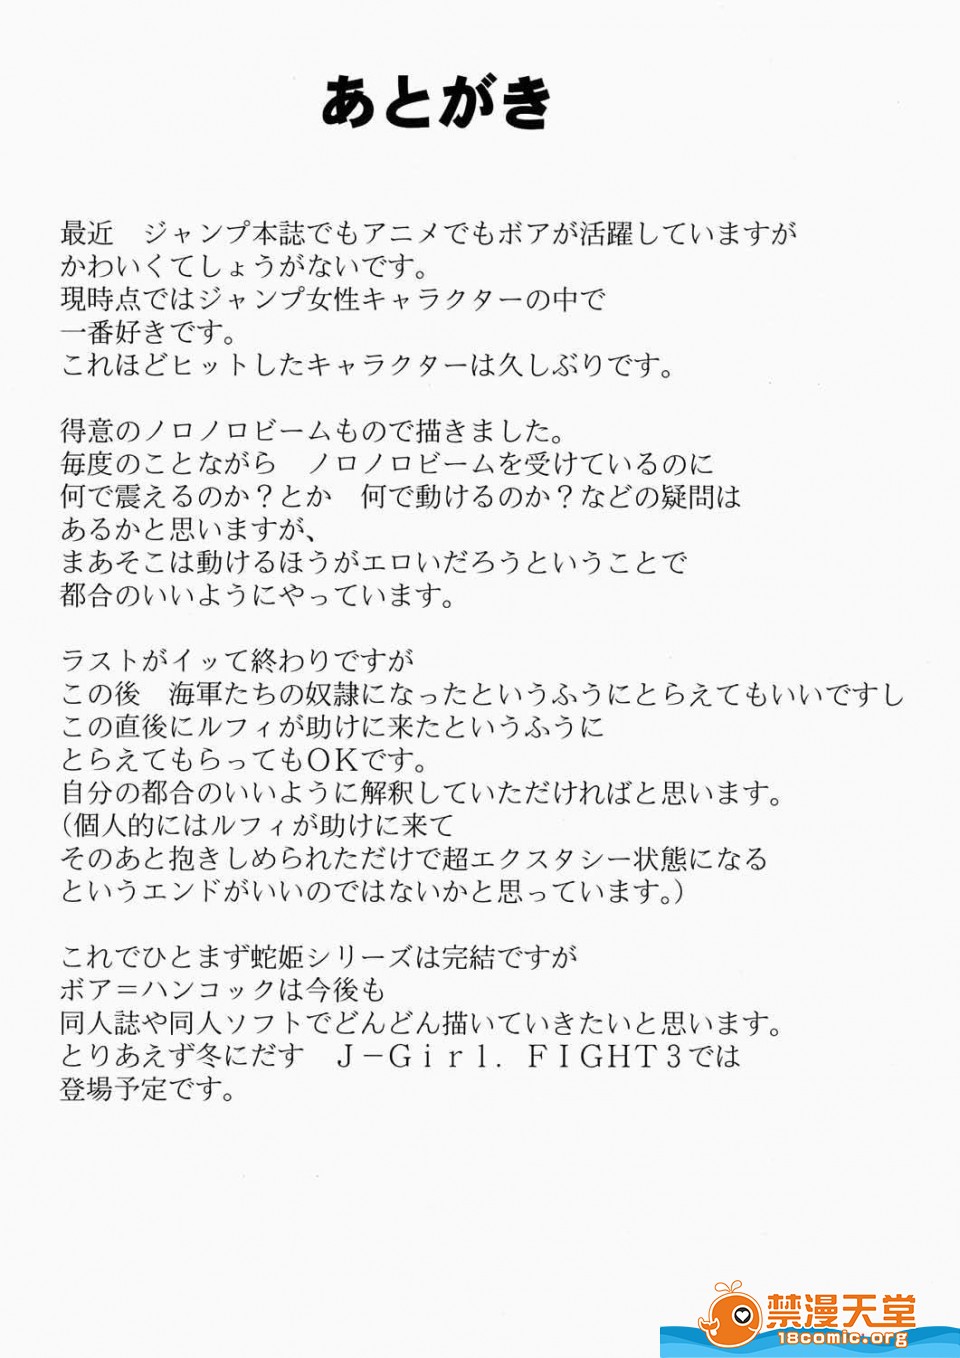 あとがき
最近　ジャンプ本誌でもアニメでもボアが活躍していますが
かわいくてしょうがないです。
現時点ではジャンプ女性キャラクターの中で
一番好きです。
これほどヒットしたキャラクターは久しぶりです。
得意のノロノロビームもので描きました。
毎度のことながら　ノロノロビームを受けているのに
何で震えるのか？とか　何で動けるのか？などの疑問は
あるかと思いますが、
まあそこは動けるほうがエロいだろうということで
都合のいいようにやっています。
ラストがイッて終わりですが
この後　海軍たちの奴隷になったというふうにとらえてもいいですし
この直後にルフィが助けに来たというふうに
とらえてもらってもＯＫです。
自分の都合のいいように解釈していただければと思います。
（個人的にはルフィが助けに来て
そのあと抱きしめられただけで超エクスタシー状態になる
というエンドがいいのではないかと思っています。）
これでひとまず蛇姫シリーズは完結ですが
ボア＝ハンコックは今後も
同人誌や同人ソフトでどんどん描いていきたいと思います。
とりあえず冬にだす　Ｊ－Ｇｉｒｌ．ＦＩＧＨＴ３では
登場予定です。
禁漫天堂
18comic.org